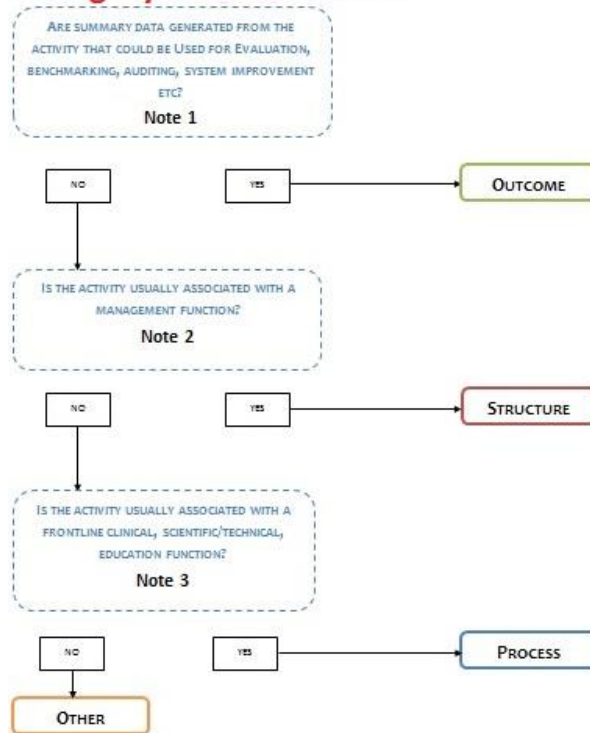 ARE SUMMARY DATA GENERATED FROM THE
ACTIVITY THAT COULD BE USED FOR EVALUATION,
BENCHMARKING, AUDITING, SYSTEM IMPROVEMENT
ETC?
Note 1
NO
YES
OUTCOME
IS THE ACTIVITY USUALLY ASSOCIATED WITH A
MANAGEMENT FUNCTION?
Note 2
NO
YES
STRUCTURE
IS THE ACTIVITY USUALLY ASSOCIATED WITH A
FRONTLINE CLINICAL, SCIENTIFIC/TECHNICAL,
EDUCATION FUNCTION?
Note 3
NO
YES
PROCESS
OTHER